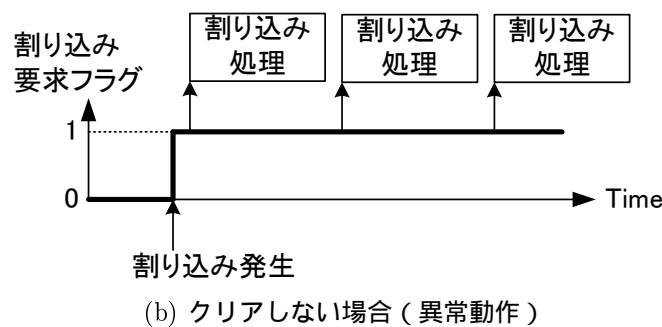 割り込み
要求フラグ
割り込み
処理
割り込み
処理
割り込み
処理
1
0
Time
割り込み発生
(b) クリアしない場合 ( 異常動作 )